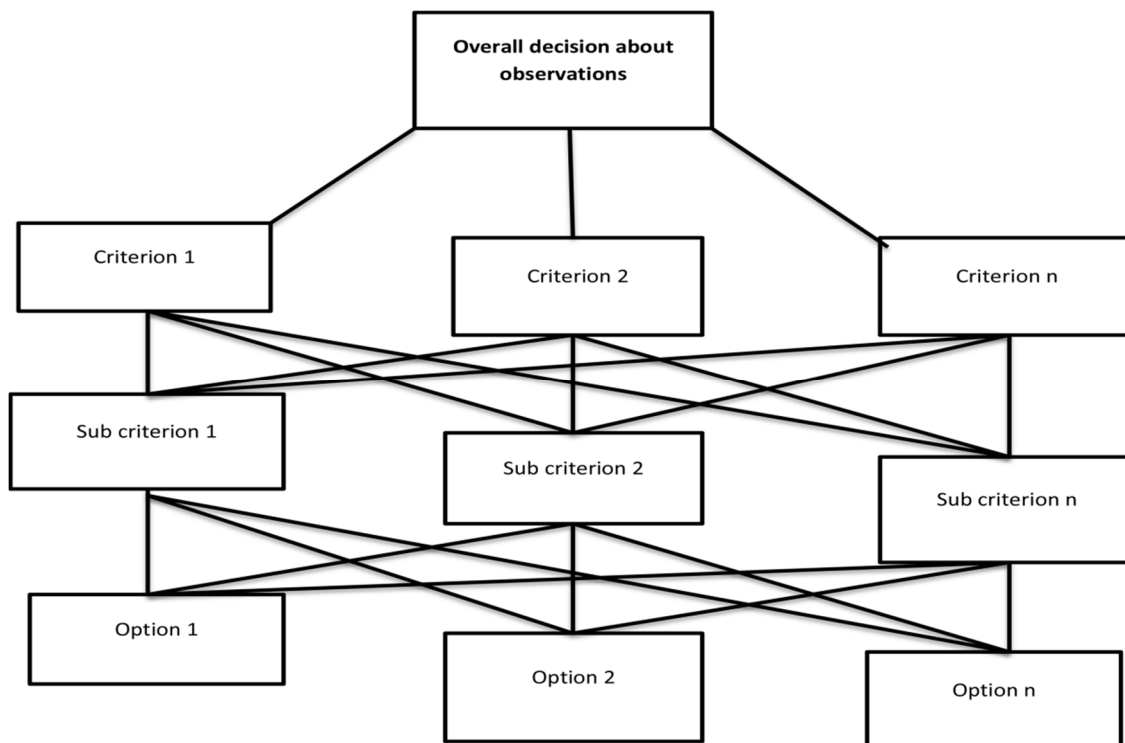 Overall decision about
observations
Criterion 1
Criterion 2
Criterion n
Sub criterion 1
Sub criterion 2
Sub criterion n
Option 1
Option 2
Option n